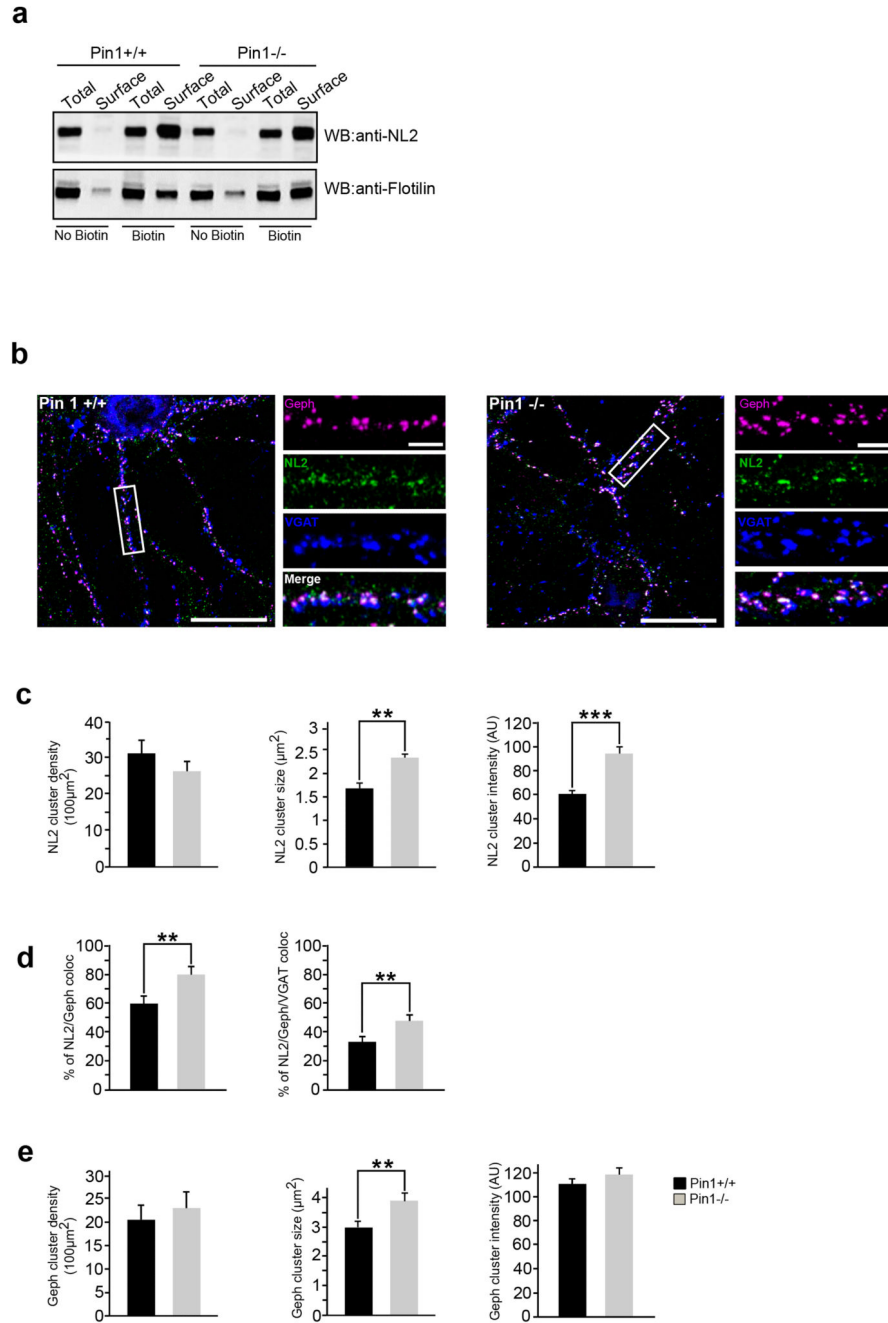 a
Pin1+/+ Pin1-/-
Total Surface Total Surface Total Surface Total Surface
WB:anti-NL2
WB:anti-Flotilin
No Biotin Biotin No Biotin Biotin
b
Pin 1 +/+
Geph
NL2
VGAT
Merge
Pin1 -/-
Geph
NL2
VGAT
c
NL2 cluster density
(100µm²)
40
30
20
10
0
NL2 cluster size (µm²)
3
2.5
2
1.5
1
0.5
0
**
NL2 cluster intensity (AU)
120
100
80
60
40
20
0
***
d
% of NL2/Geph coloc
100
80
60
40
20
0
**
% of NL2/Geph/VGAT coloc
100
80
60
40
20
0
**
e
Geph cluster density
(100µm²)
30
25
20
15
10
5
0
Geph cluster size (µm²)
4
3
2
1
0
**
Geph cluster intensity (AU)
120
100
80
60
40
20
0
Pin1+/+
Pin1-/-